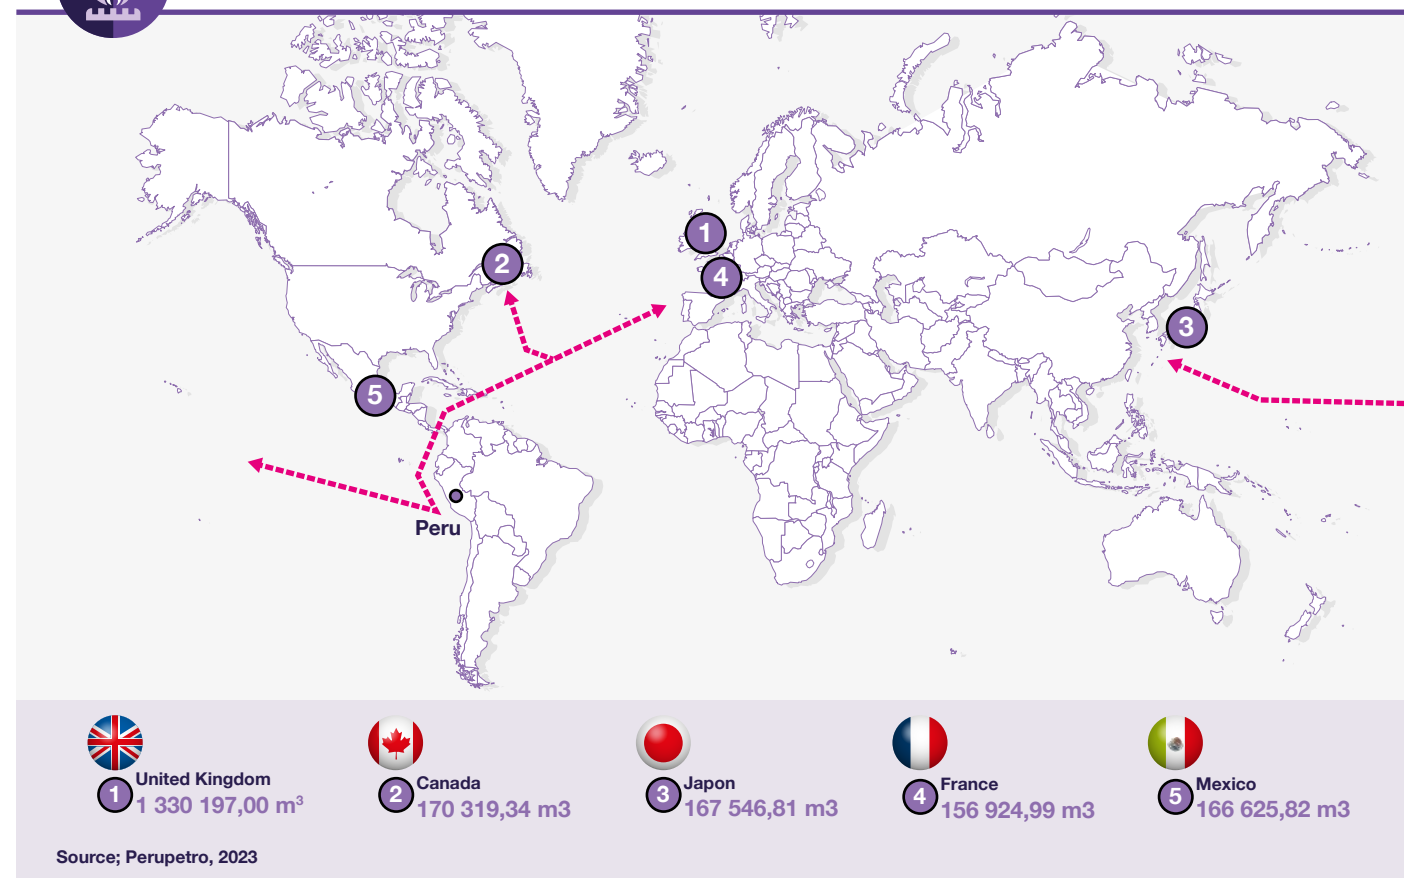 1
2
4
3
5
Peru
United Kingdom
1 1 330 197,00 m³
Canada
2 170 319,34 m3
Japon
3 167 546,81 m3
France
4 156 924,99 m3
Mexico
5 166 625,82 m3
Source; Perupetro, 2023